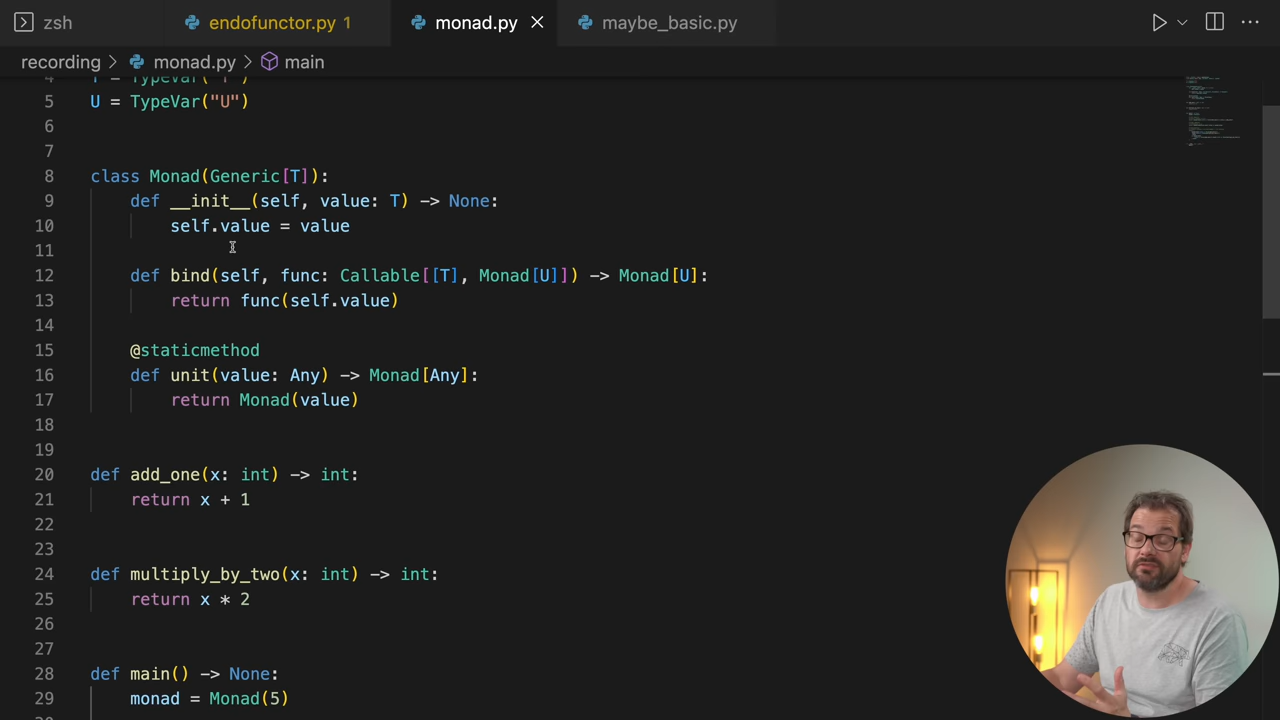 zsh endofunctor.py 1 monad.py maybe_basic.py
recording > monad.py > main
4 T = TypeVar("T")
5 U = TypeVar("U")
6
7
8 class Monad(Generic[T]):
9 def __init__(self, value: T) -> None:
10 self.value = value
11
12 def bind(self, func: Callable[[T], Monad[U]]) -> Monad[U]:
13 return func(self.value)
14
15 @staticmethod
16 def unit(value: Any) -> Monad[Any]:
17 return Monad(value)
18
19
20 def add_one(x: int) -> int:
21 return x + 1
22
23
24 def multiply_by_two(x: int) -> int:
25 return x * 2
26
27
28 def main() -> None:
29 monad = Monad(5)